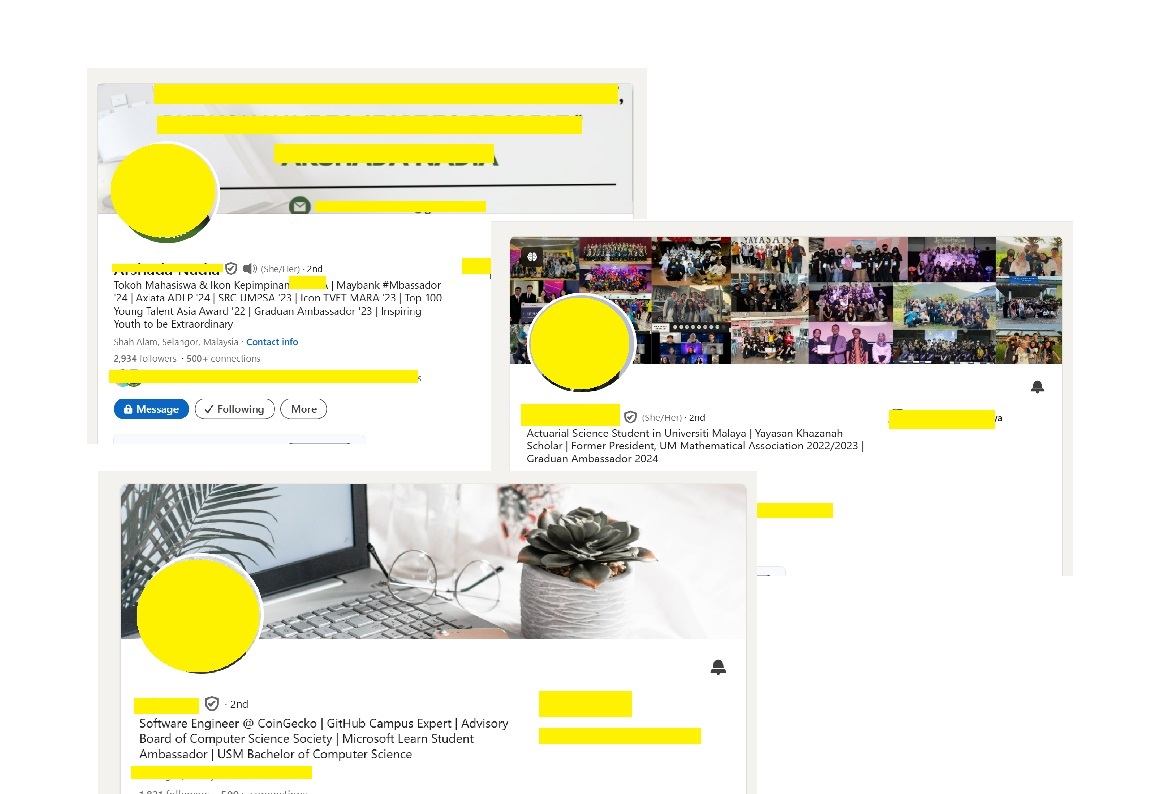 (She/Her) · 2nd
Tokoh Mahasiswa & Ikon Kepimpinan | Maybank #Mbassador
'24 | Axiata ADLP '24 | SRC UMPSA '23 | Icon TVET MARA '23 | Top 100
Young Talent Asia Award '22 | Graduan Ambassador '23 | Inspiring
Youth to be Extraordinary
Shah Alam, Selangor, Malaysia · Contact info
2,934 followers · 500+ connections
Message
Following
More
(She/Her) · 2nd
Actuarial Science Student in Universiti Malaya | Yayasan Khazanah
Scholar | Former President, UM Mathematical Association 2022/2023 |
Graduan Ambassador 2024
· 2nd
Software Engineer @ CoinGecko | GitHub Campus Expert | Advisory
Board of Computer Science Society | Microsoft Learn Student
Ambassador | USM Bachelor of Computer Science